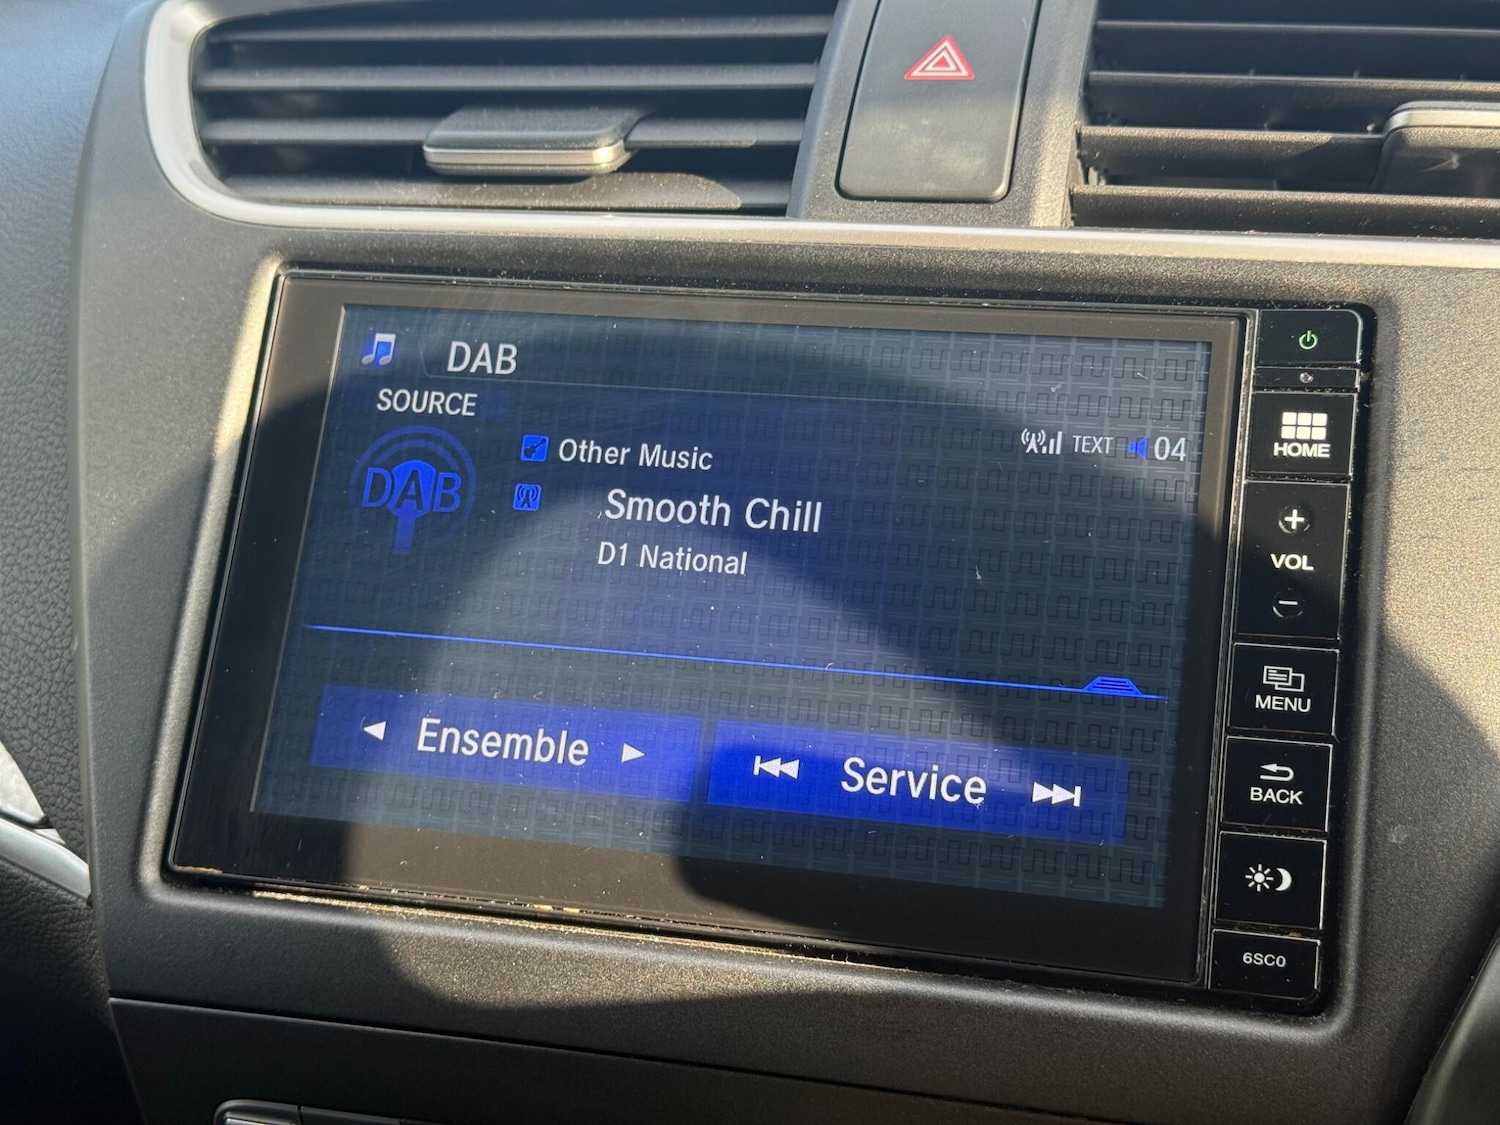 DAB
SOURCE
DAB
Other Music
TEXT 04
Smooth Chill
D1 National
Ensemble
Service
HOME
+
VOL
−
MENU
BACK
6SC0